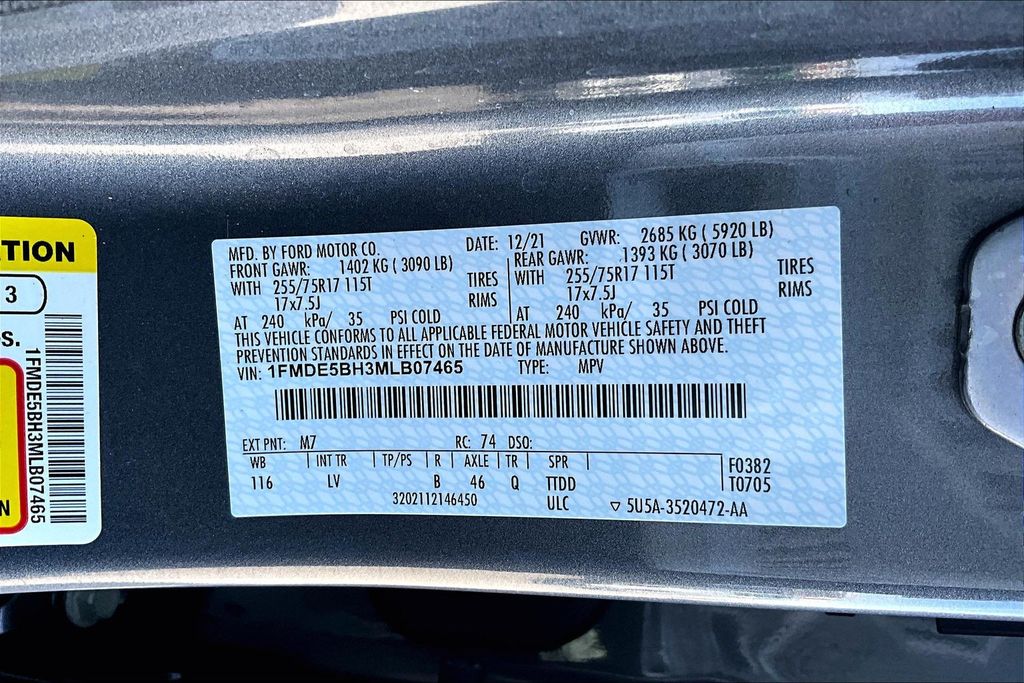 TION
3
S.
1FMDE5BH3MLB07465
MFD. BY FORD MOTOR CO.
DATE: 12/21 GVWR: 2685 KG ( 5920 LB)
FRONT GAWR: 1402 KG ( 3090 LB)
WITH 255/75R17 115T TIRES
17x7.5J RIMS
AT 240 kPa/ 35 PSI COLD
REAR GAWR: 1393 KG ( 3070 LB)
WITH 255/75R17 115T TIRES
17x7.5J RIMS
AT 240 kPa/ 35 PSI COLD
THIS VEHICLE CONFORMS TO ALL APPLICABLE FEDERAL MOTOR VEHICLE SAFETY AND THEFT
PREVENTION STANDARDS IN EFFECT ON THE DATE OF MANUFACTURE SHOWN ABOVE.
VIN: 1FMDE5BH3MLB07465 TYPE: MPV
EXT PNT: M7 RC: 74 DSO:
WB INT TR TP/PS R AXLE TR SPR
116 LV B 46 Q TTDD
F0382
T0705
3202112146450 ULC ▽ 5U5A-3520472-AA